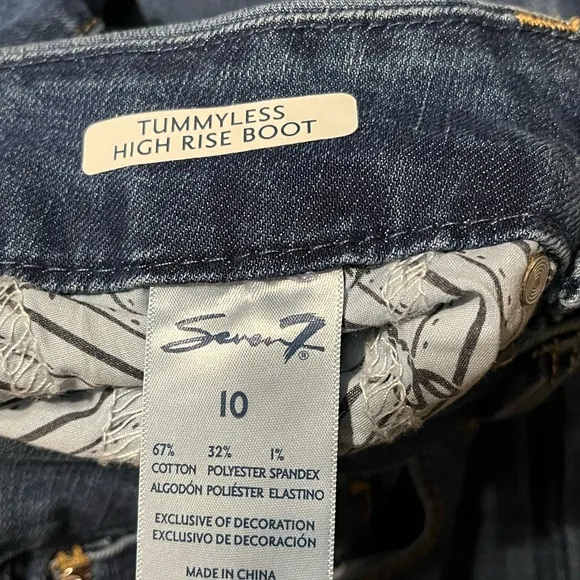 TUMMYLESS
HIGH RISE BOOT
Seven7®
10
67% 32% 1%
COTTON POLYESTER SPANDEX
ALGODÓN POLIÉSTER ELASTINO
EXCLUSIVE OF DECORATION
EXCLUSIVO DE DECORACIÓN
MADE IN CHINA